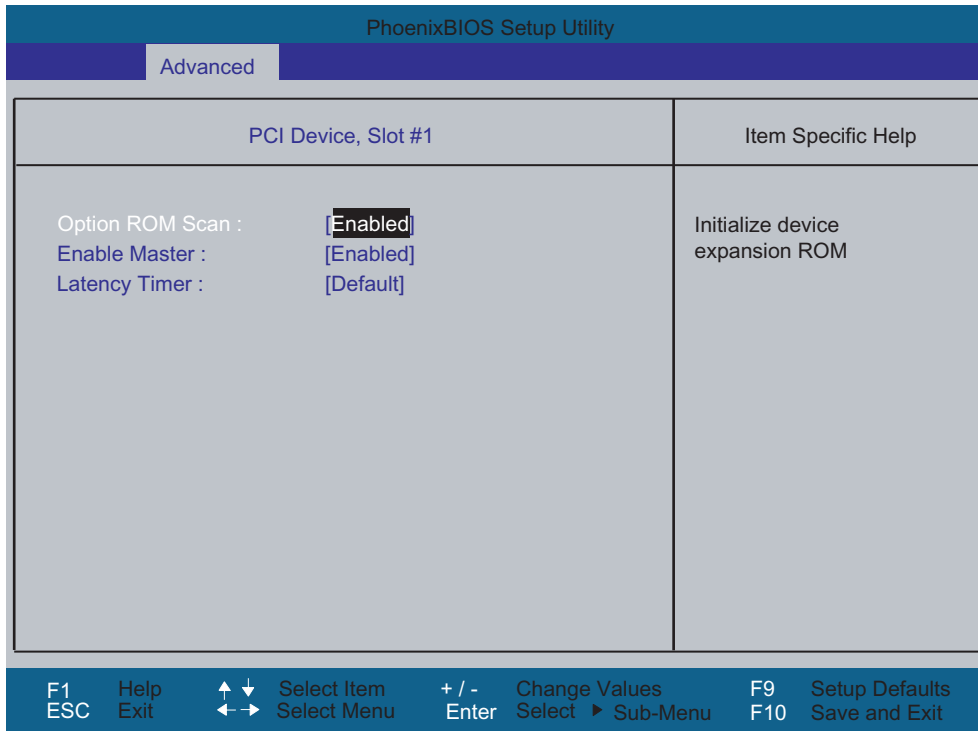 PhoenixBIOS Setup Utility
Advanced
PCI Device, Slot #1
Item Specific Help
Option ROM Scan : [Enabled]
Enable Master : [Enabled]
Latency Timer : [Default]
Initialize device
expansion ROM
F1 Help Select Item + / - Change Values F9 Setup Defaults
ESC Exit Select Menu Enter Select Sub-Menu F10 Save and Exit